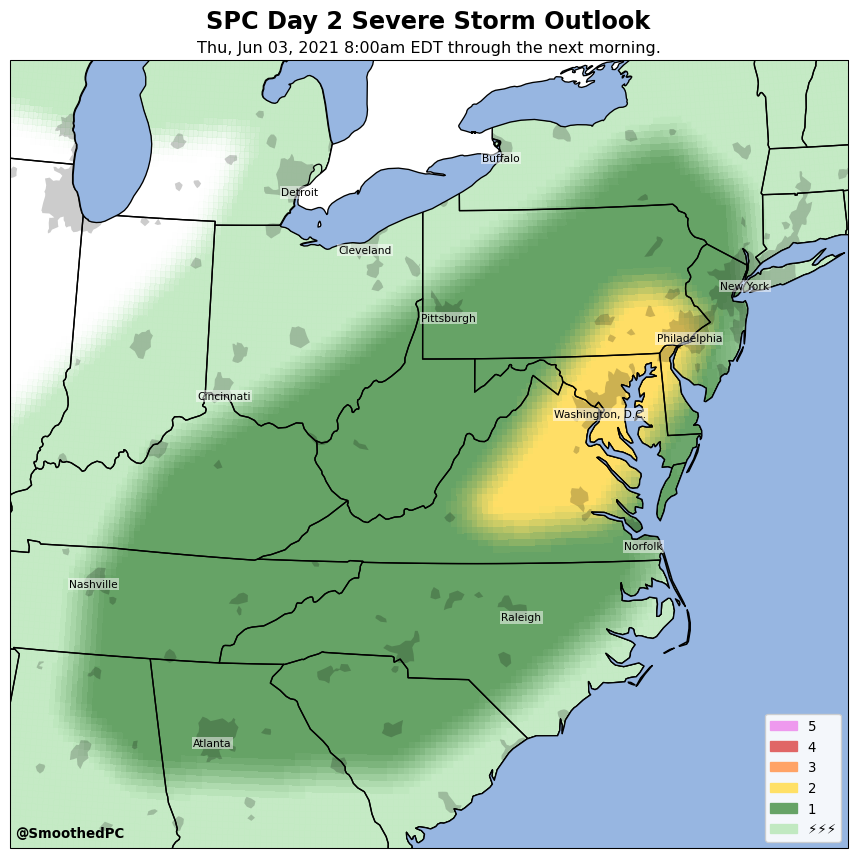 SPC Day 2 Severe Storm Outlook
Thu, Jun 03, 2021 8:00am EDT through the next morning.
Buffalo
Detroit
Cleveland
New York
Pittsburgh
Philadelphia
Cincinnati
Washington, D.C.
Norfolk
Nashville
Raleigh
Atlanta
5
4
3
2
1
⚡⚡⚡
@SmoothedPC